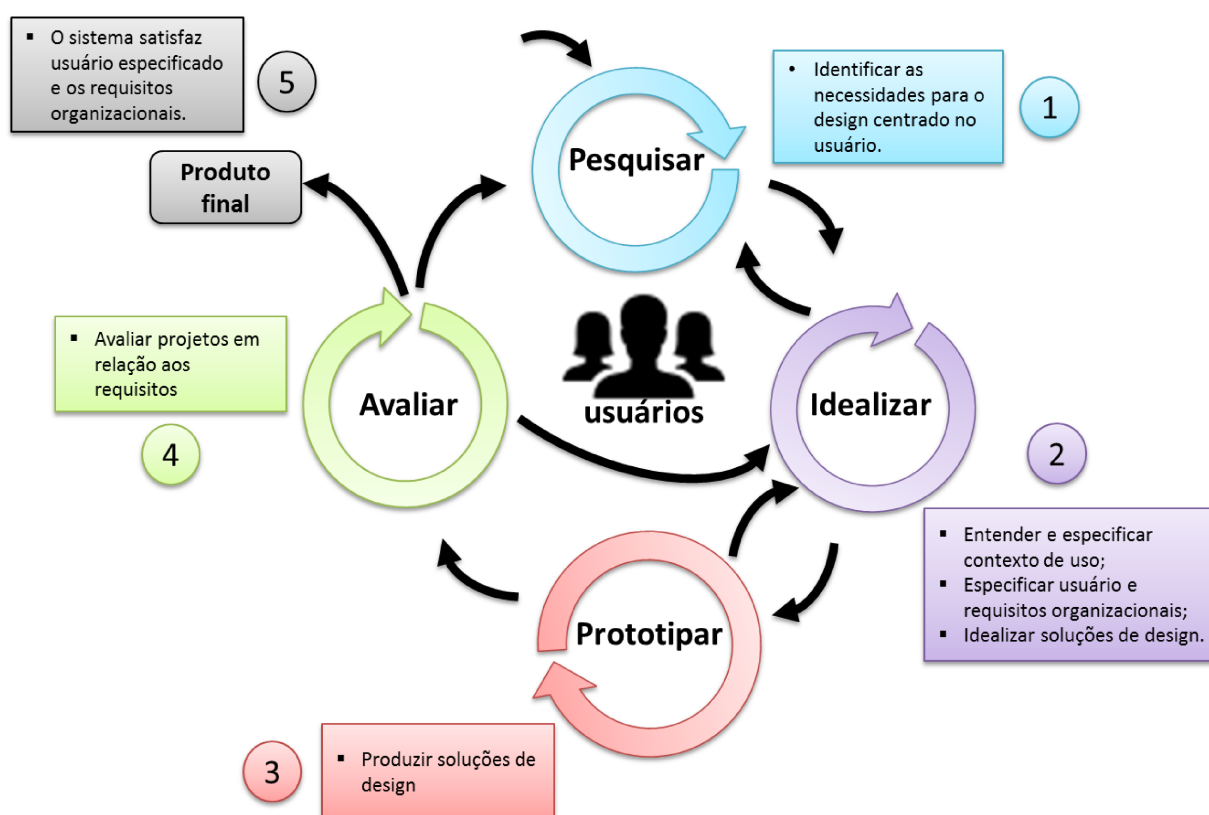 ▪ O sistema satisfaz
usuário especificado
e os requisitos
organizacionais.
5
Produto
final
Pesquisar
• Identificar as
necessidades para o
design centrado no
usuário.
1
▪ Avaliar projetos em
relação aos
requisitos
4
Avaliar
usuários
Idealizar
2
▪ Entender e especificar
contexto de uso;
▪ Especificar usuário e
requisitos organizacionais;
▪ Idealizar soluções de design.
Prototipar
3
▪ Produzir soluções de
design